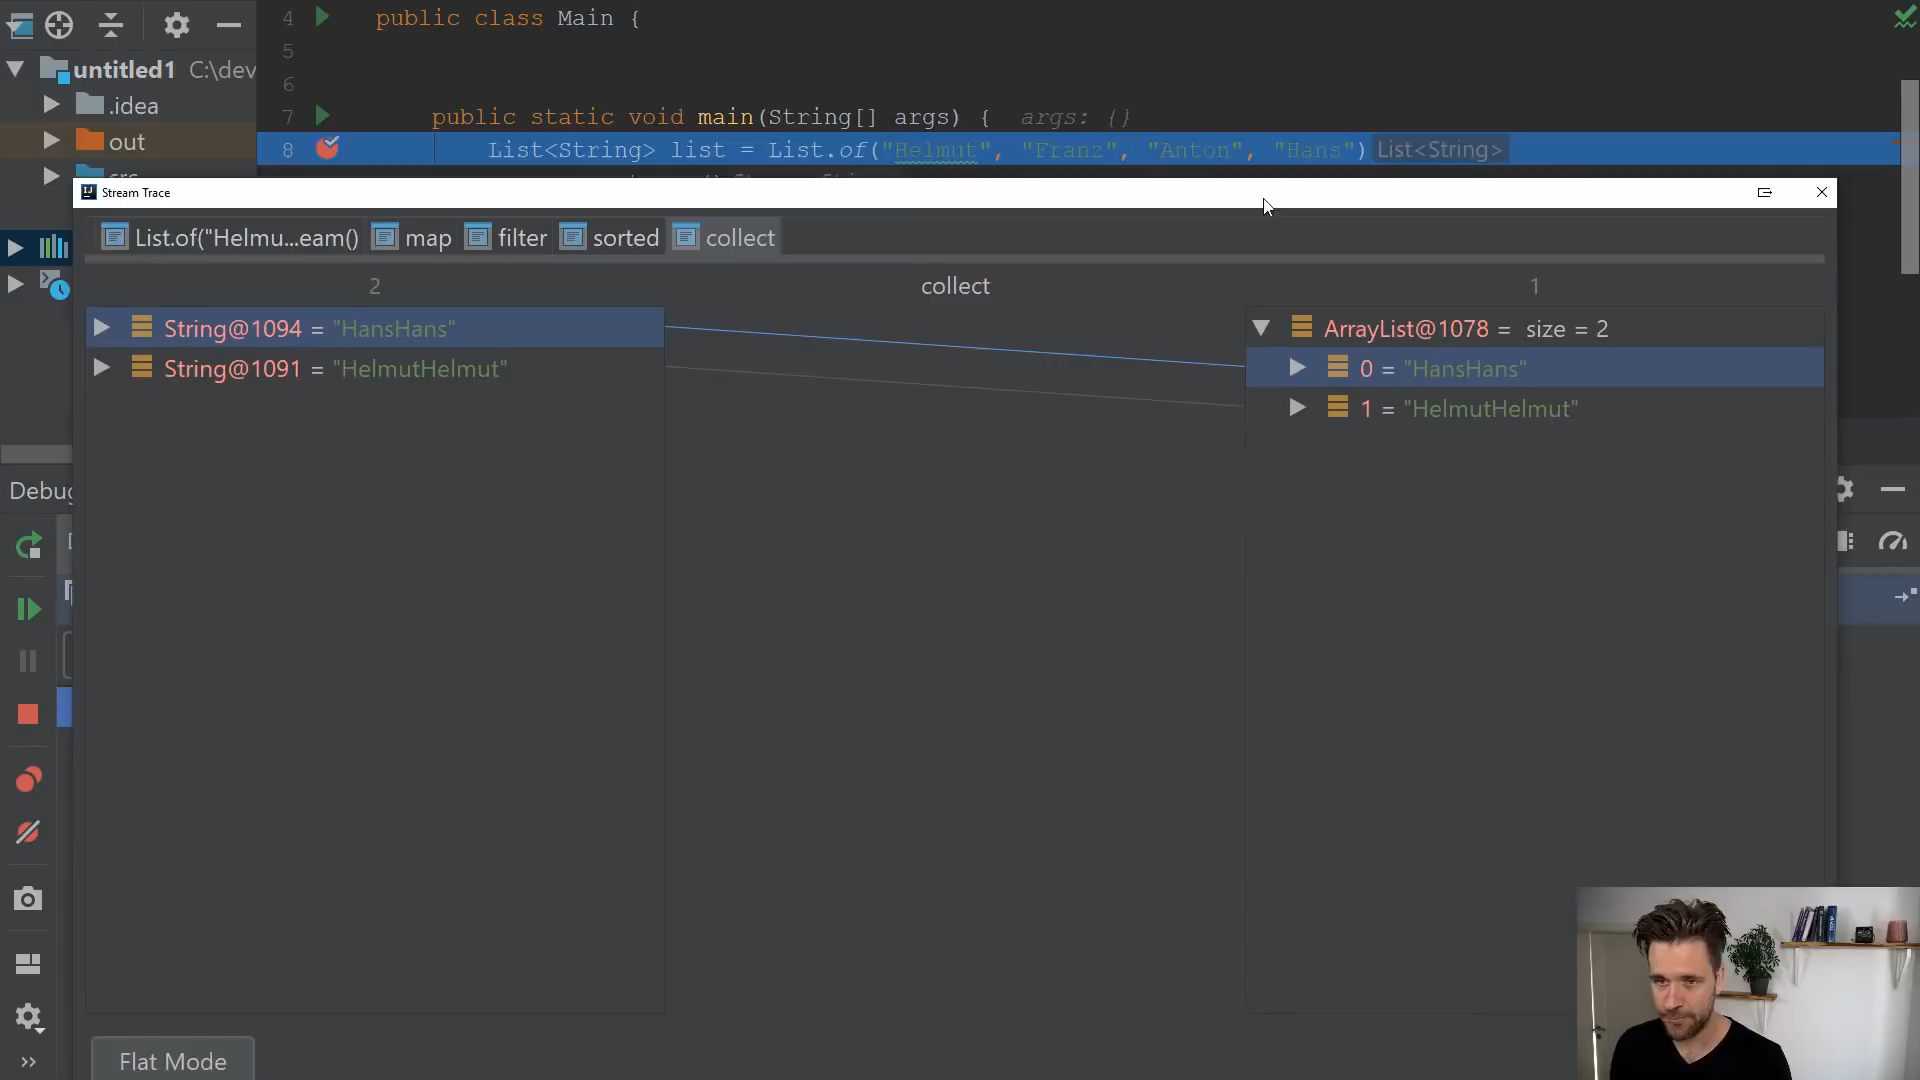 4 public class Main {
5
6
untitled1 C:\dev
.idea
7 public static void main(String[] args) { args: {}
out
8 List<String> list = List.of("Helmut", "Franz", "Anton", "Hans") List<String>
Stream Trace
List.of("Helmu...eam() map filter sorted collect
2 collect 1
String@1094 = "HansHans"
String@1091 = "HelmutHelmut"
ArrayList@1078 = size = 2
0 = "HansHans"
1 = "HelmutHelmut"
Debug
Flat Mode